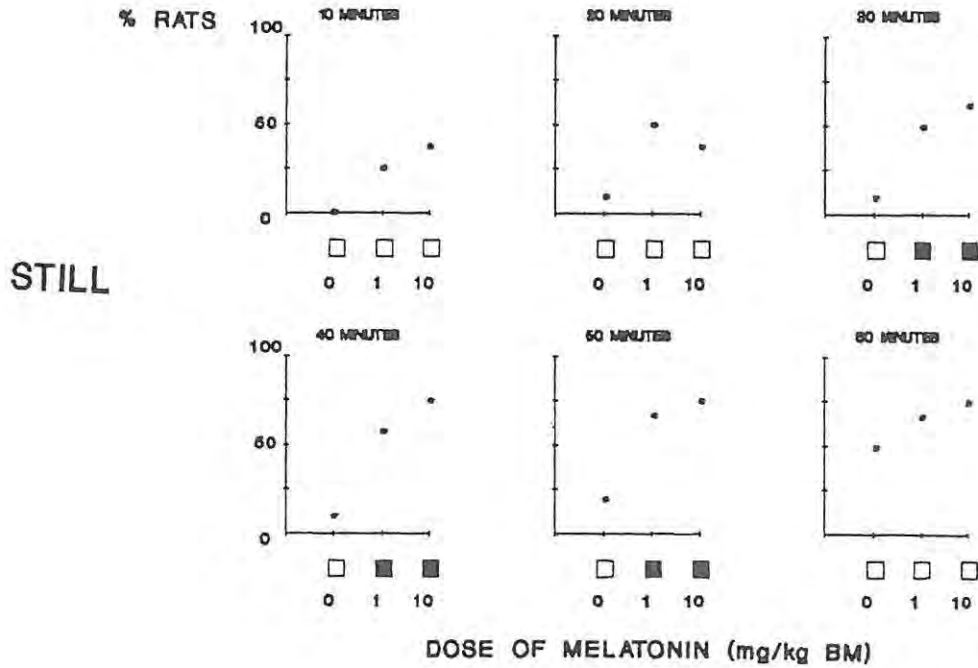 % RATS
10 MINUTES
20 MINUTES
30 MINUTES
100
50
0
0 1 10
0 1 10
0 1 10
STILL
40 MINUTES
50 MINUTES
60 MINUTES
100
50
0
0 1 10
0 1 10
0 1 10
DOSE OF MELATONIN (mg/kg BM)